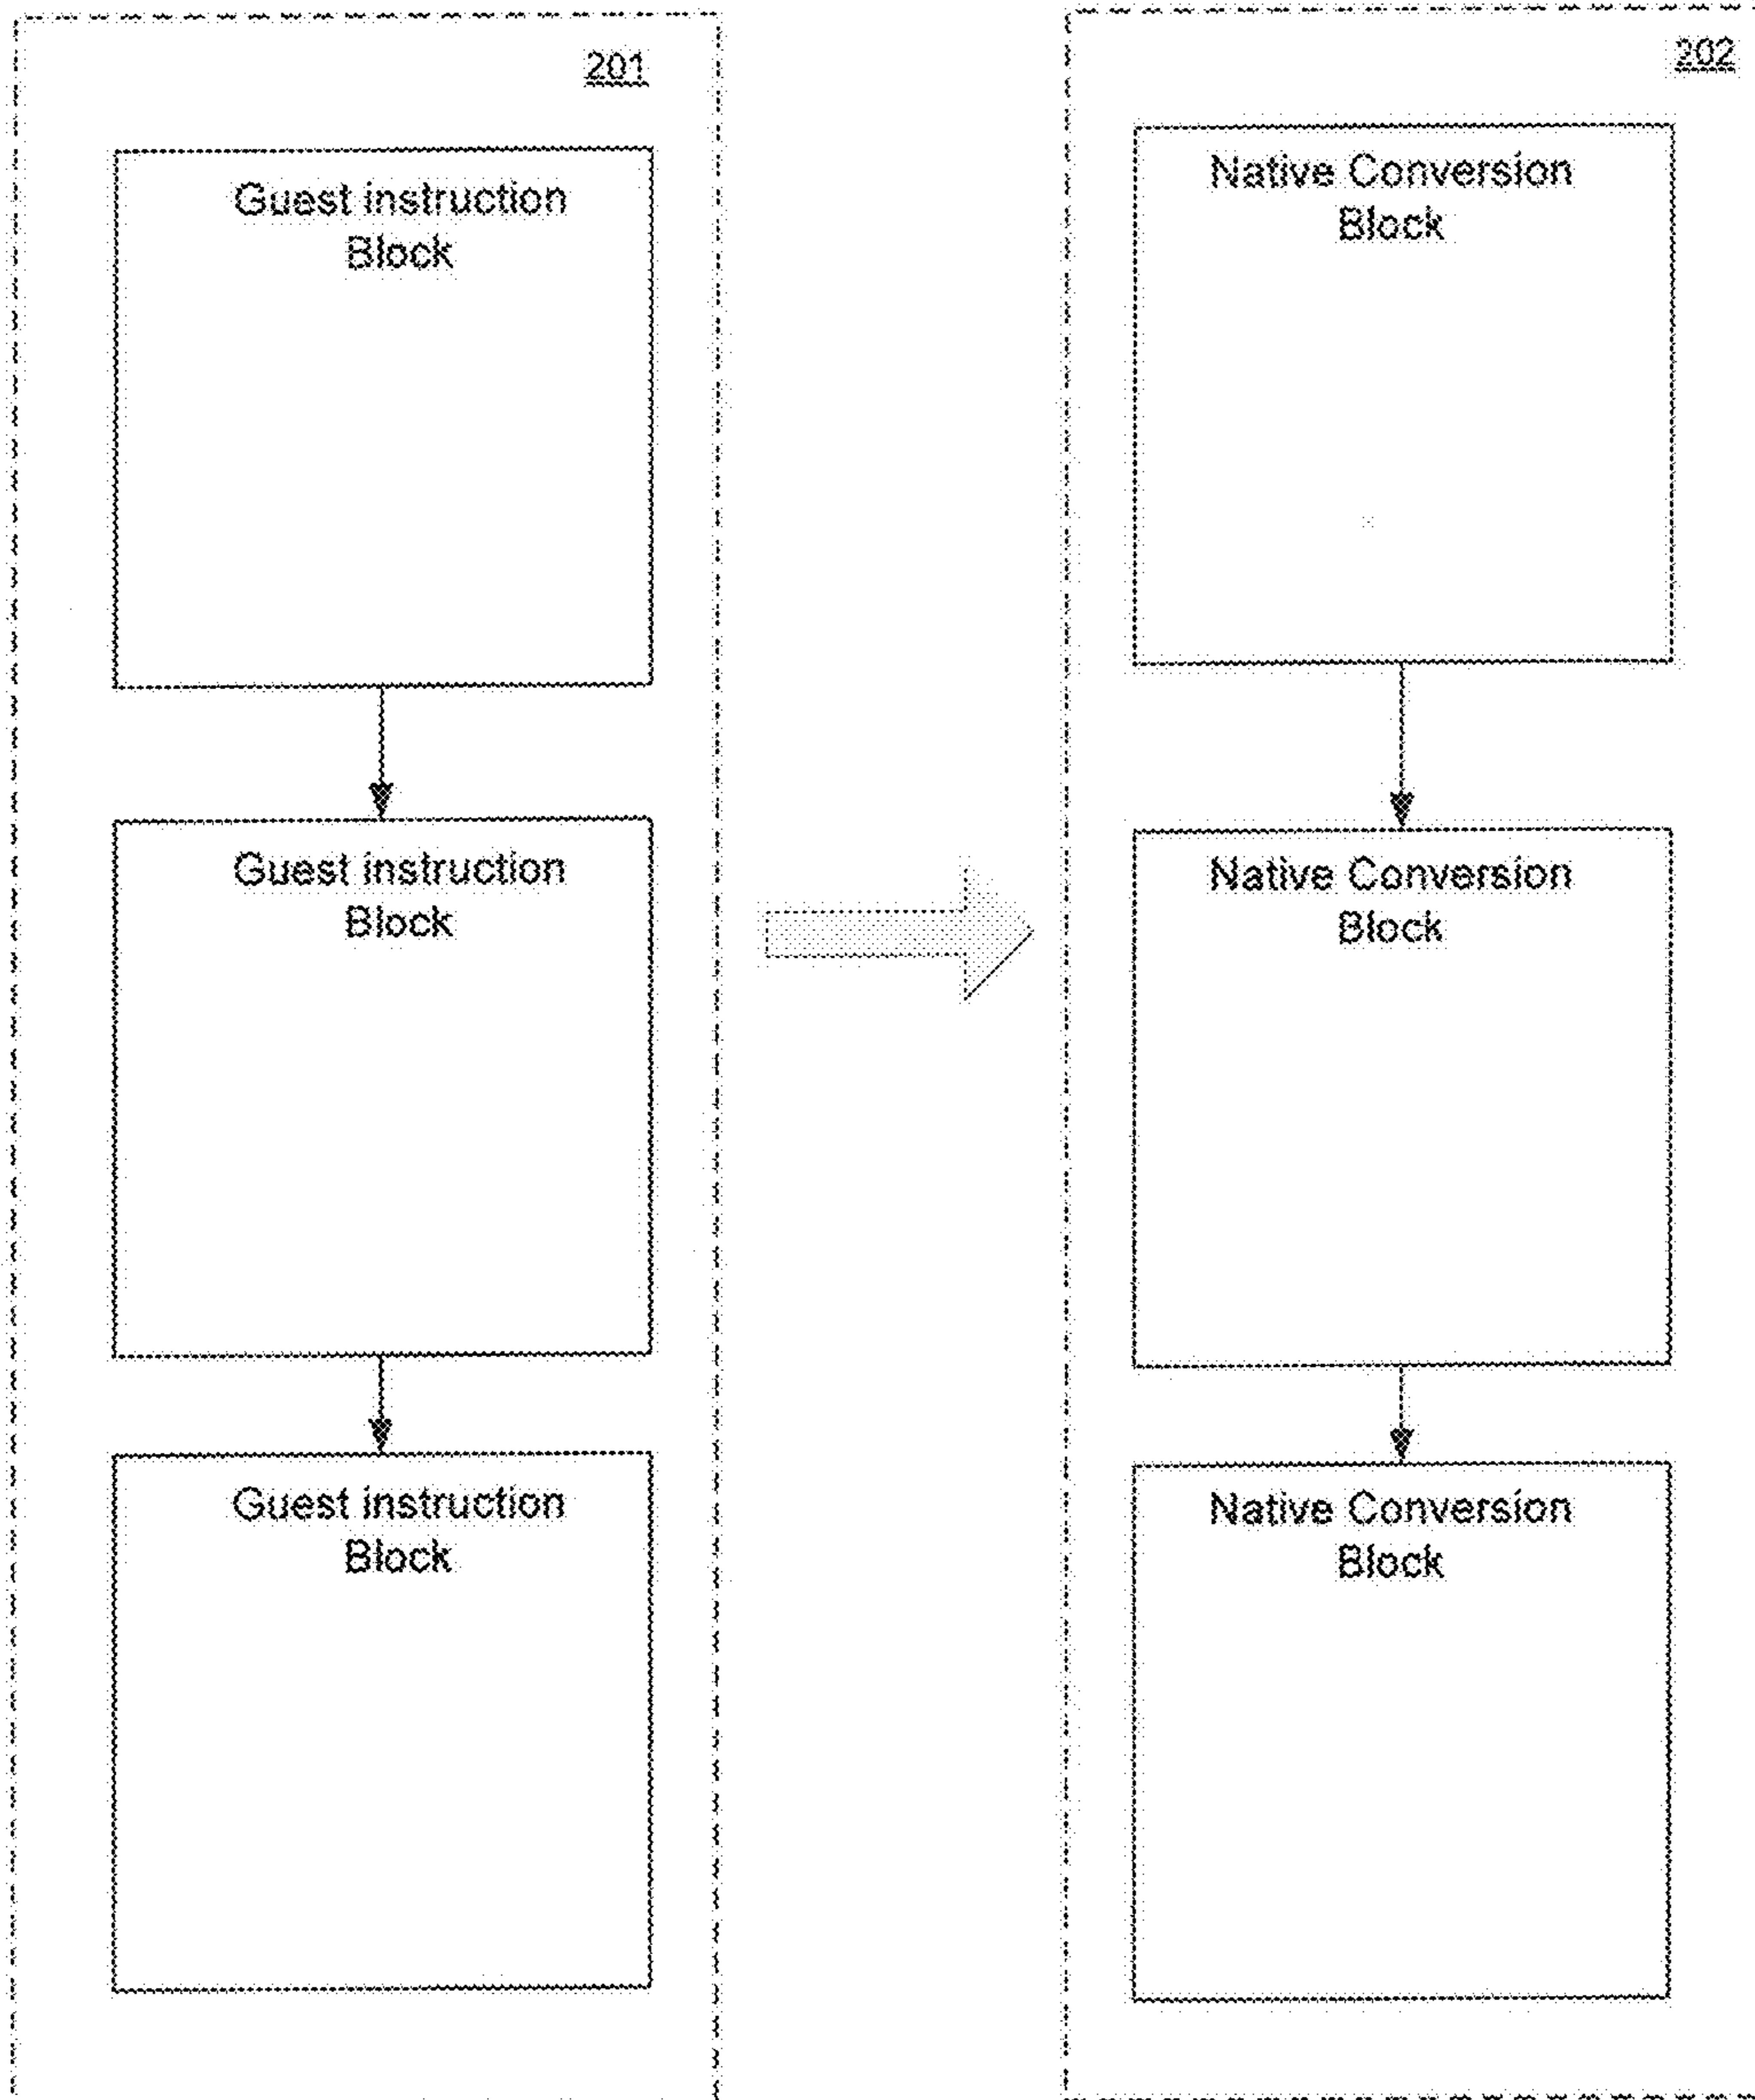 201
Guest instruction
Block
Guest instruction
Block
Guest instruction
Block
202
Native Conversion
Block
Native Conversion
Block
Native Conversion
Block